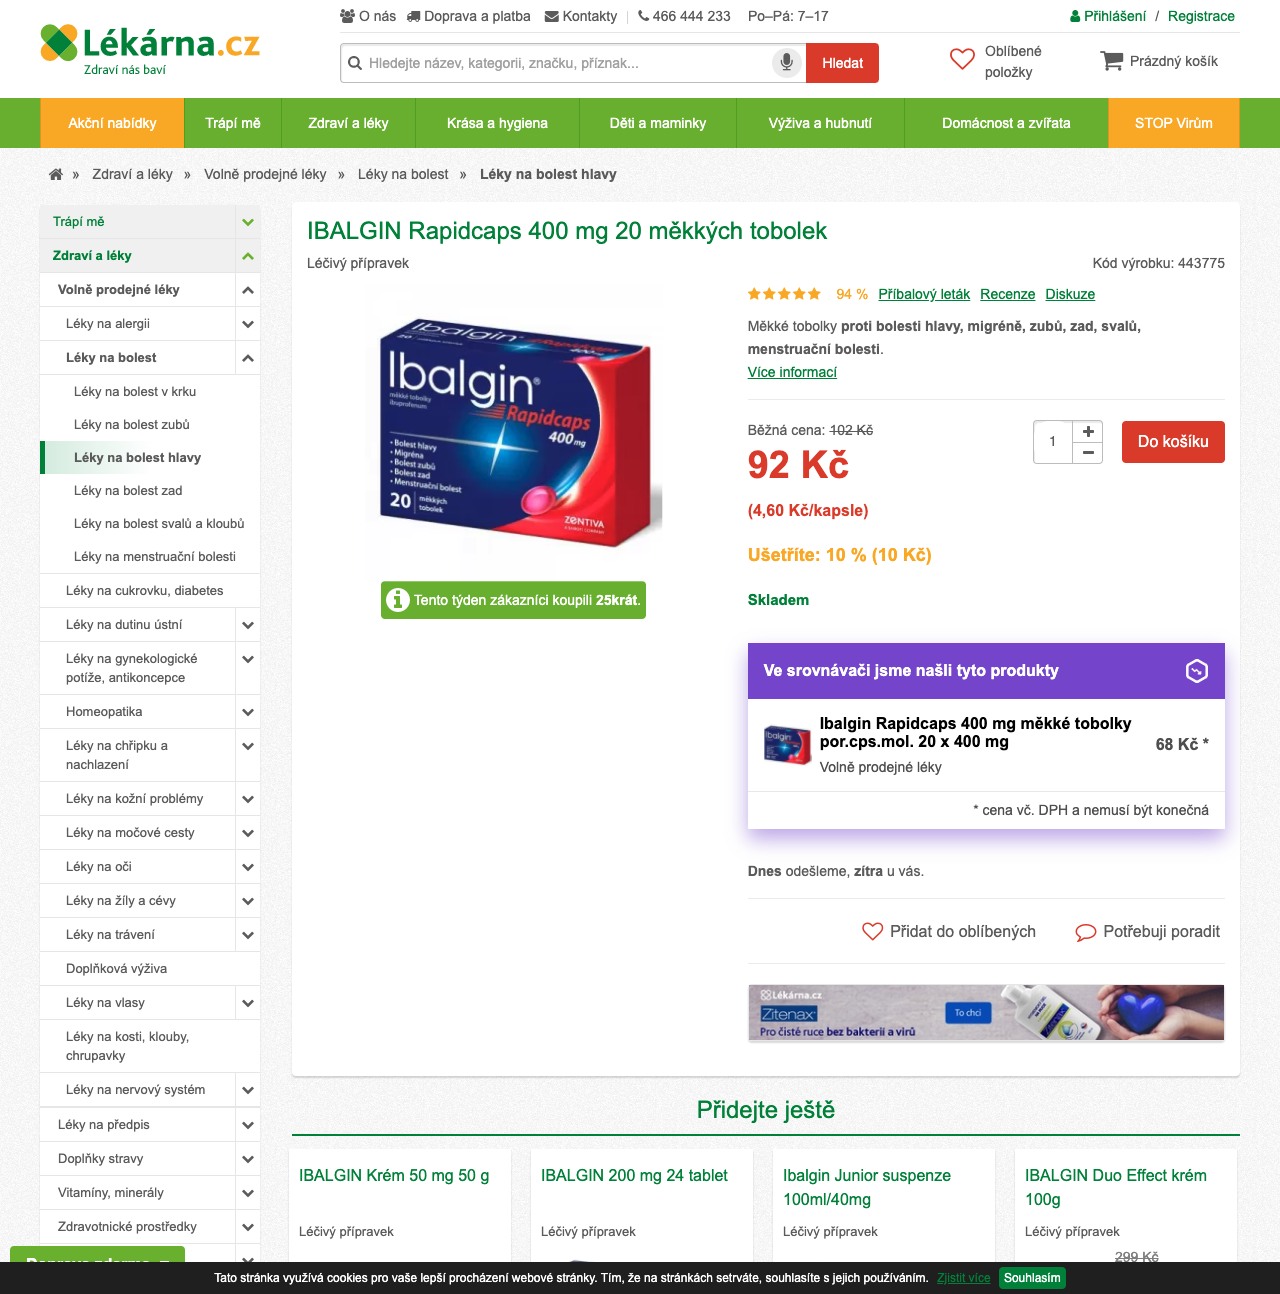 O nás
Doprava a platba
Kontakty
466 444 233
Po–Pá: 7–17
Přihlášení / Registrace
Lékárna.cz
Zdraví nás baví
Hledejte název, kategorii, značku, příznak...
Hledat
Oblíbené
položky
Prázdný košík
Akční nabídky
Trápí mě
Zdraví a léky
Krása a hygiena
Děti a maminky
Výživa a hubnutí
Domácnost a zvířata
STOP Virům
» Zdraví a léky » Volně prodejné léky » Léky na bolest » Léky na bolest hlavy
Trápí mě
Zdraví a léky
Volně prodejné léky
Léky na alergii
Léky na bolest
Léky na bolest v krku
Léky na bolest zubů
Léky na bolest hlavy
Léky na bolest zad
Léky na bolest svalů a kloubů
Léky na menstruační bolesti
Léky na cukrovku, diabetes
Léky na dutinu ústní
Léky na gynekologické
potíže, antikoncepce
Homeopatika
Léky na chřipku a
nachlazení
Léky na kožní problémy
Léky na močové cesty
Léky na oči
Léky na žíly a cévy
Léky na trávení
Doplňková výživa
Léky na vlasy
Léky na kosti, klouby,
chrupavky
Léky na nervový systém
Léky na předpis
Doplňky stravy
Vitamíny, minerály
Zdravotnické prostředky
IBALGIN Rapidcaps 400 mg 20 měkkých tobolek
Léčivý přípravek
Kód výrobku: 443775
Ibalgin®
měkké tobolky
ibuprofenum
Rapidcaps
400 mg
• Bolest hlavy
• Migréna
• Bolest zubů
• Bolest zad
• Menstruační bolest
20 měkkých
tobolek
ZENTIVA
Tento týden zákazníci koupili 25krát.
94 %
Příbalový leták
Recenze
Diskuze
Měkké tobolky proti bolesti hlavy, migréně, zubů, zad, svalů,
menstruační bolesti.
Více informací
Běžná cena: 102 Kč
92 Kč
1
Do košíku
(4,60 Kč/kapsle)
Ušetříte: 10 % (10 Kč)
Skladem
Ve srovnávači jsme našli tyto produkty
Ibalgin Rapidcaps 400 mg měkké tobolky
por.cps.mol. 20 x 400 mg
68 Kč *
Volně prodejné léky
* cena vč. DPH a nemusí být konečná
Dnes odešleme, zítra u vás.
Přidat do oblíbených
Potřebuji poradit
Lékárna.cz
Zitenax®
Pro čisté ruce bez bakterií a virů
To chci
Přidejte ještě
IBALGIN Krém 50 mg 50 g
Léčivý přípravek
IBALGIN 200 mg 24 tablet
Léčivý přípravek
Ibalgin Junior suspenze
100ml/40mg
Léčivý přípravek
IBALGIN Duo Effect krém
100g
Léčivý přípravek
299 Kč
Tato stránka využívá cookies pro vaše lepší procházení webové stránky. Tím, že na stránkách setrváte, souhlasíte s jejich používáním. Zjistit více Souhlasím